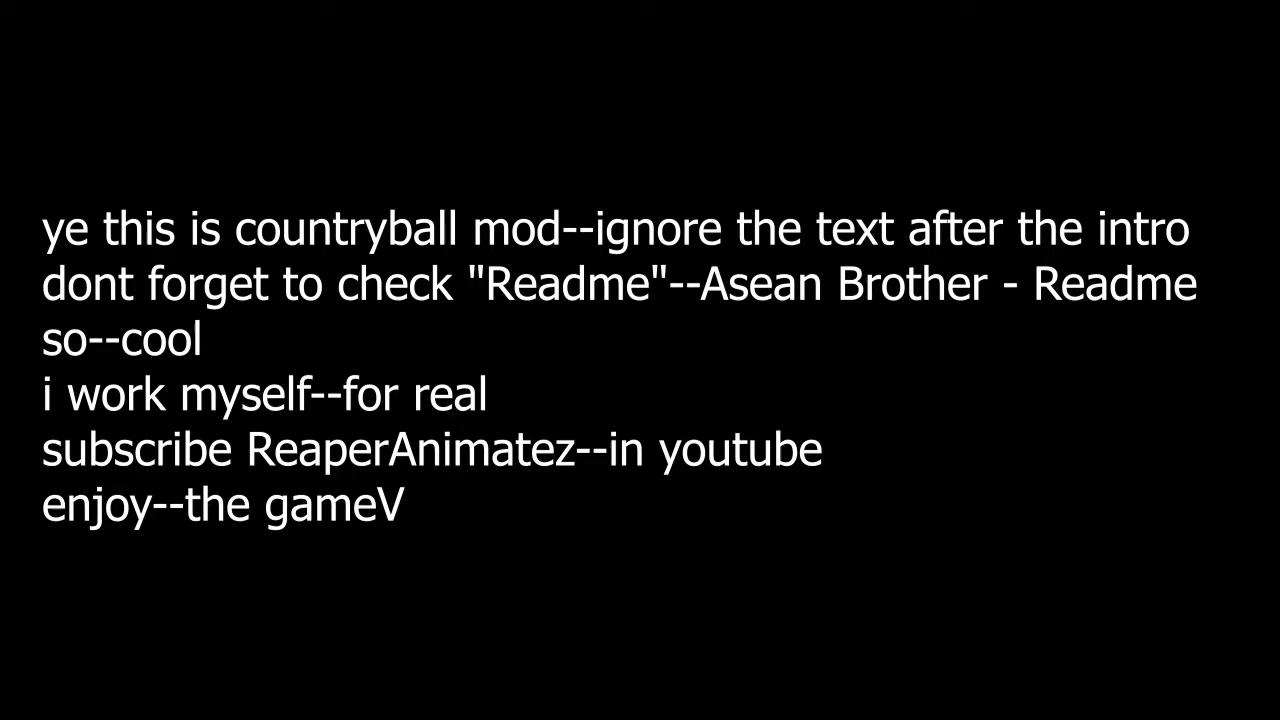 ye this is countryball mod--ignore the text after the intro
dont forget to check "Readme"--Asean Brother - Readme
so--cool
i work myself--for real
subscribe ReaperAnimatez--in youtube
enjoy--the gameV